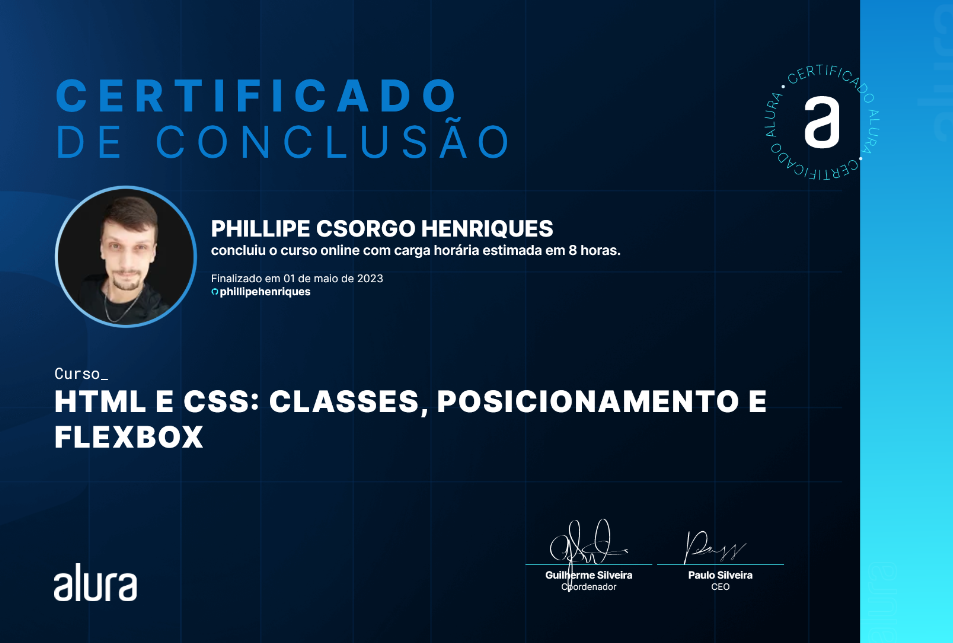 CERTIFICADO
DE CONCLUSÃO
CERTIFICADO ALURA • CERTIFICADO ALURA •
a
PHILLIPE CSORGO HENRIQUES
concluiu o curso online com carga horária estimada em 8 horas.
Finalizado em 01 de maio de 2023
phillipehenriques
Curso_
HTML E CSS: CLASSES, POSICIONAMENTO E
FLEXBOX
Guilherme Silveira
Coordenador
Paulo Silveira
CEO
alura
alura